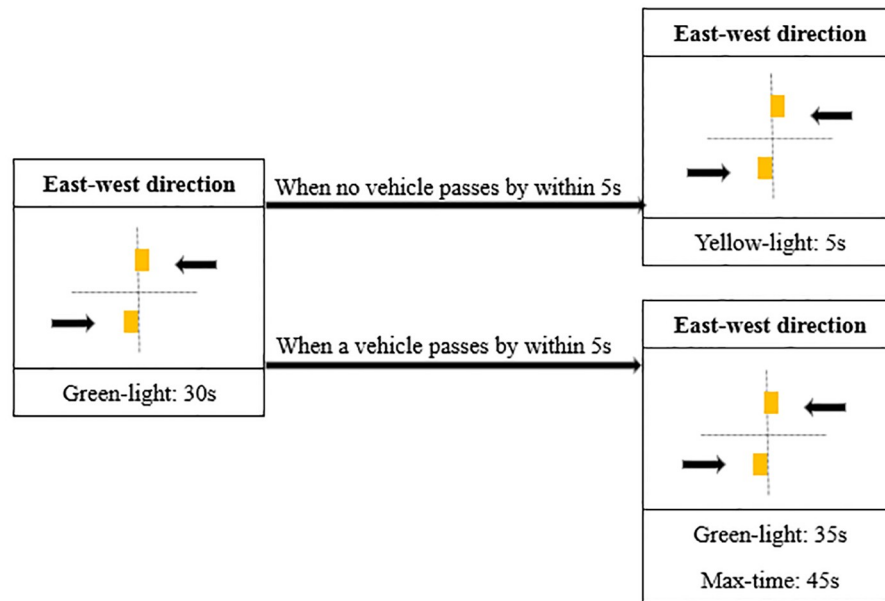 East-west direction
Yellow-light: 5s
When no vehicle passes by within 5s
East-west direction
Green-light: 30s
When a vehicle passes by within 5s
East-west direction
Green-light: 35s
Max-time: 45s